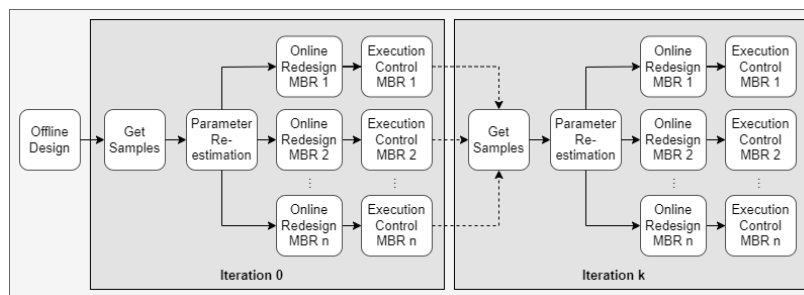 Offline
Design
Get
Samples
Parameter
Re-
estimation
Online
Redesign
MBR 1
Execution
Control
MBR 1
Online
Redesign
MBR 2
Execution
Control
MBR 2
⋮
⋮
Online
Redesign
MBR n
Execution
Control
MBR n
Iteration 0
Get
Samples
Parameter
Re-
estimation
Online
Redesign
MBR 1
Execution
Control
MBR 1
Online
Redesign
MBR 2
Execution
Control
MBR 2
⋮
⋮
Online
Redesign
MBR n
Execution
Control
MBR n
Iteration k